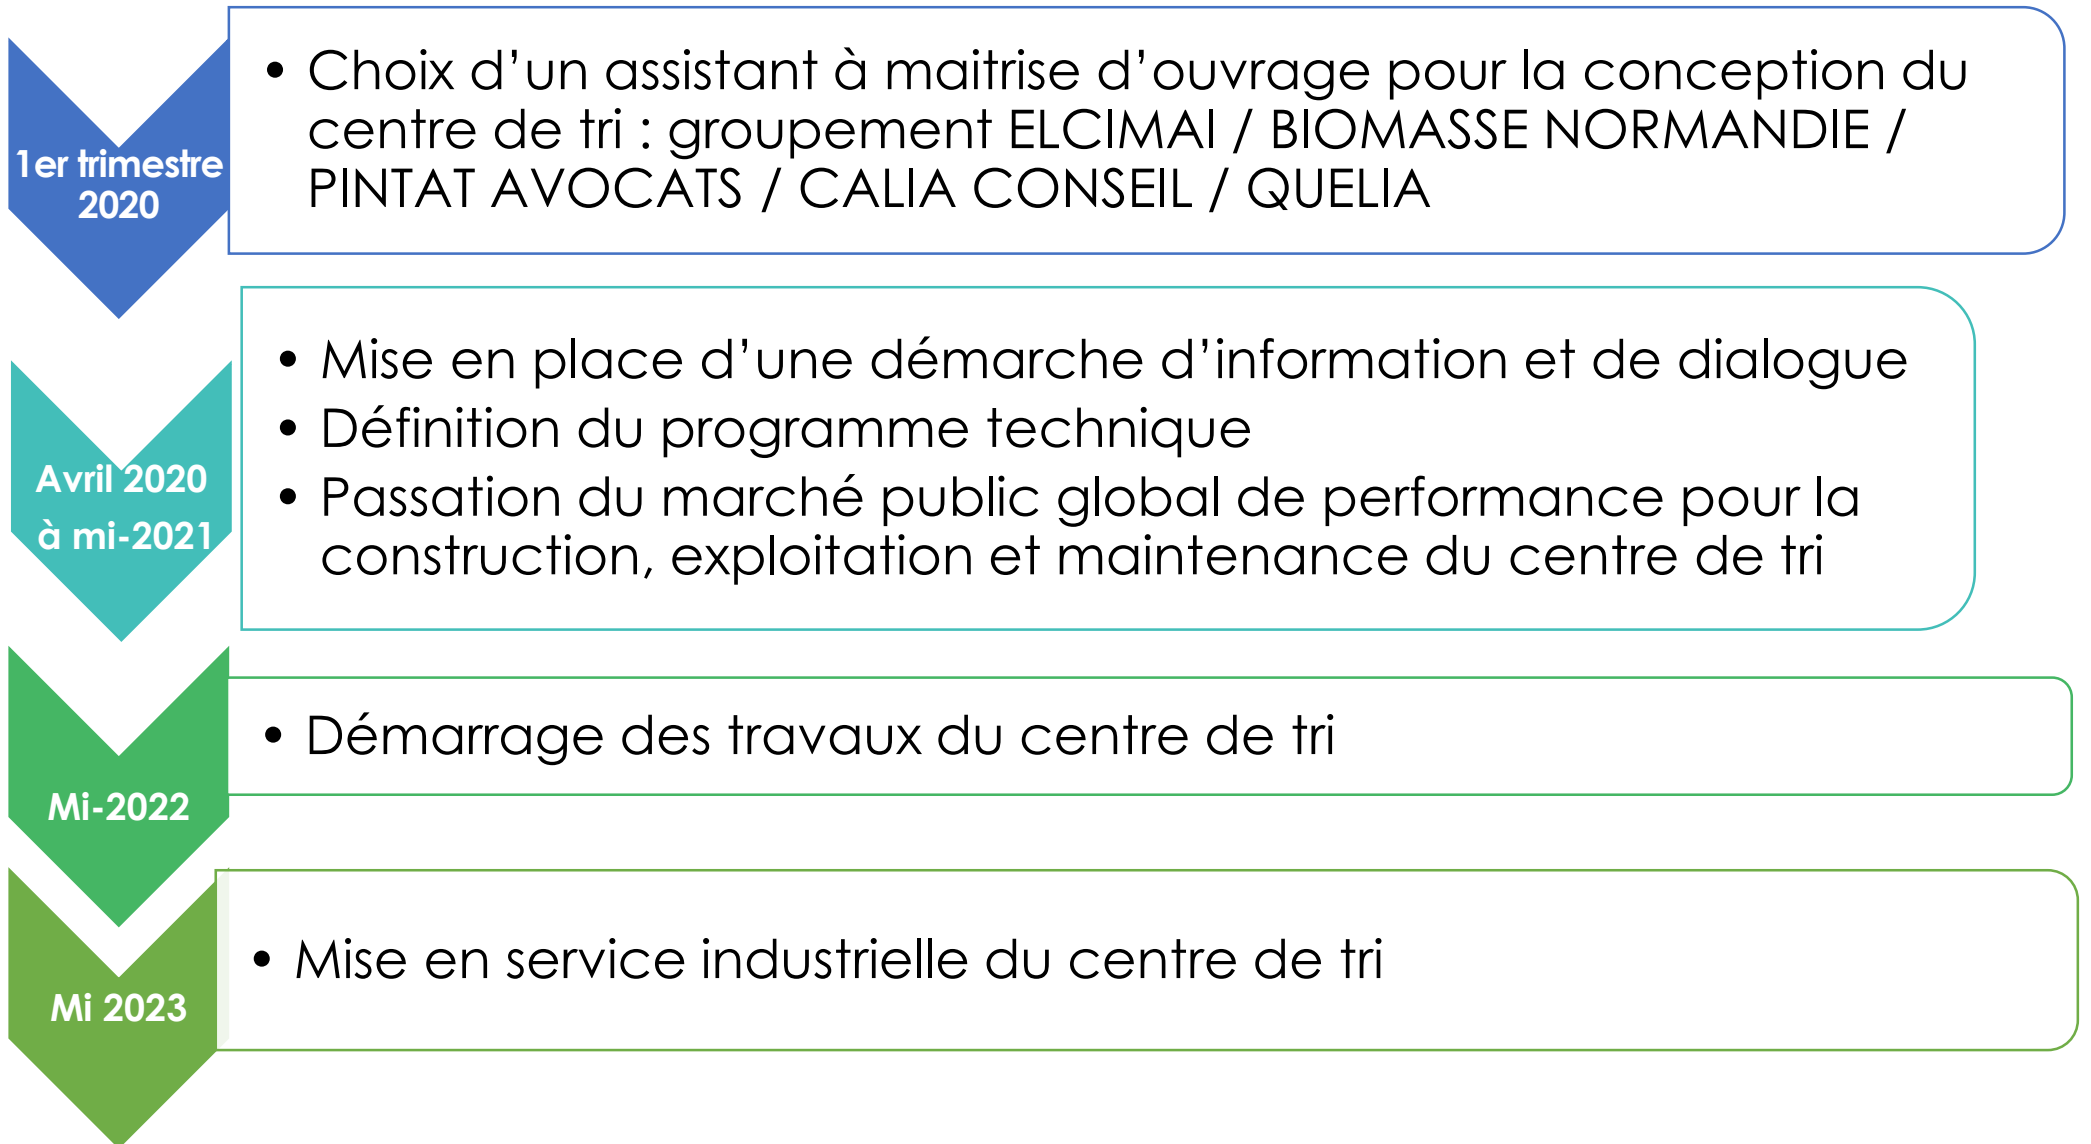 1er trimestre
2020
• Choix d’un assistant à maitrise d’ouvrage pour la conception du
centre de tri : groupement ELCIMAI / BIOMASSE NORMANDIE /
PINTAT AVOCATS / CALIA CONSEIL / QUELIA
Avril 2020
à mi-2021
• Mise en place d’une démarche d’information et de dialogue
• Définition du programme technique
• Passation du marché public global de performance pour la
construction, exploitation et maintenance du centre de tri
Mi-2022
• Démarrage des travaux du centre de tri
Mi 2023
• Mise en service industrielle du centre de tri